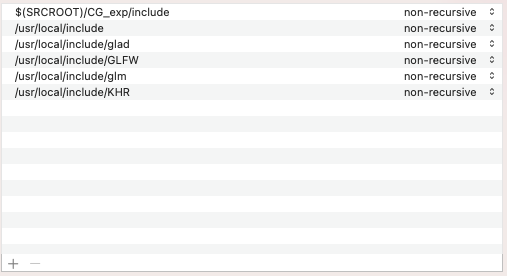 $(SRCROOT)/CG_exp/include non-recursive
/usr/local/include non-recursive
/usr/local/include/glad non-recursive
/usr/local/include/GLFW non-recursive
/usr/local/include/glm non-recursive
/usr/local/include/KHR non-recursive